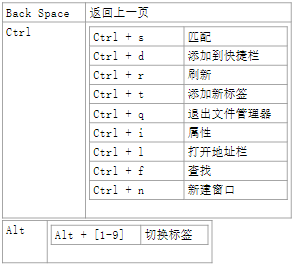 Back Space 返回上一页
Ctrl
Ctrl + s 匹配
Ctrl + d 添加到快捷栏
Ctrl + r 刷新
Ctrl + t 添加新标签
Ctrl + q 退出文件管理器
Ctrl + i 属性
Ctrl + l 打开地址栏
Ctrl + f 查找
Ctrl + n 新建窗口
Alt
Alt + [1-9] 切换标签